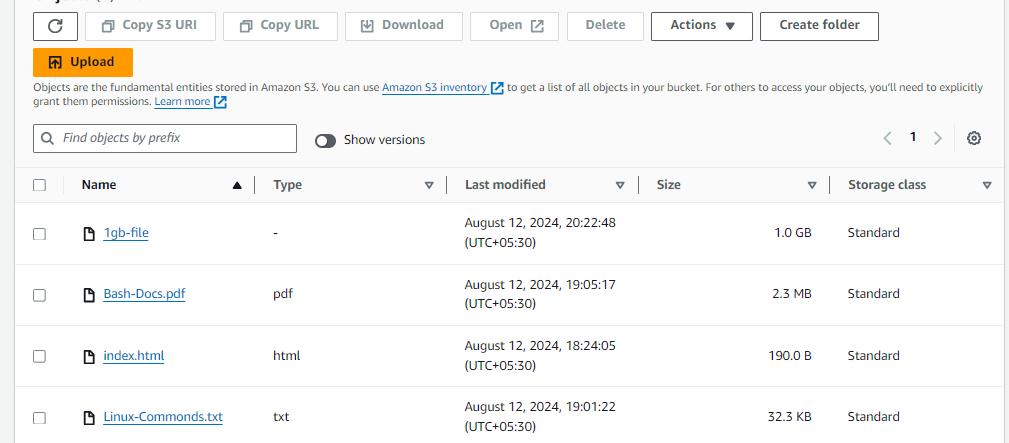 Copy S3 URI Copy URL Download Open Delete Actions Create folder
Upload
Objects are the fundamental entities stored in Amazon S3. You can use Amazon S3 inventory to get a list of all objects in your bucket. For others to access your objects, you'll need to explicitly
grant them permissions. Learn more
Find objects by prefix Show versions 1
Name Type Last modified Size Storage class
1gb-file - August 12, 2024, 20:22:48 (UTC+05:30) 1.0 GB Standard
Bash-Docs.pdf pdf August 12, 2024, 19:05:17 (UTC+05:30) 2.3 MB Standard
index.html html August 12, 2024, 18:24:05 (UTC+05:30) 190.0 B Standard
Linux-Commonds.txt txt August 12, 2024, 19:01:22 (UTC+05:30) 32.3 KB Standard